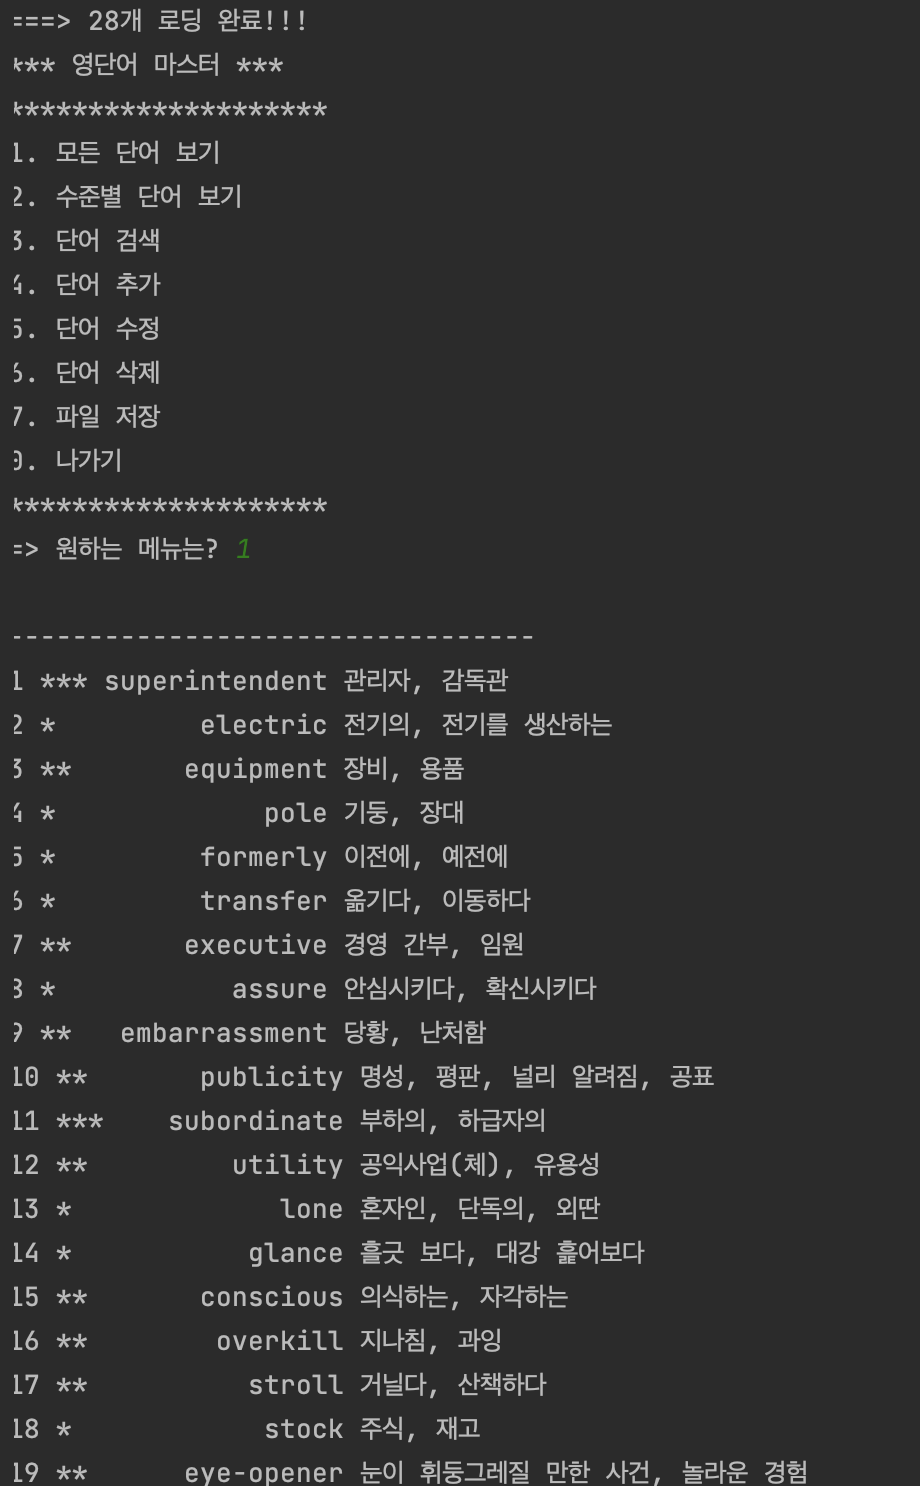 ===> 28개 로딩 완료!!!
*** 영단어 마스터 ***
********************
1. 모든 단어 보기
2. 수준별 단어 보기
3. 단어 검색
4. 단어 추가
5. 단어 수정
6. 단어 삭제
7. 파일 저장
0. 나가기
********************
=> 원하는 메뉴는? 1
---------------------------------
1 *** superintendent 관리자, 감독관
2 *         electric 전기의, 전기를 생산하는
3 **       equipment 장비, 용품
4 *             pole 기둥, 장대
5 *         formerly 이전에, 예전에
6 *         transfer 옮기다, 이동하다
7 **       executive 경영 간부, 임원
8 *           assure 안심시키다, 확신시키다
9 **   embarrassment 당황, 난처함
10 **       publicity 명성, 평판, 널리 알려짐, 공표
11 ***    subordinate 부하의, 하급자의
12 **         utility 공익사업(체), 유용성
13 *             lone 혼자인, 단독의, 외딴
14 *           glance 흘긋 보다, 대강 훑어보다
15 **       conscious 의식하는, 자각하는
16 **        overkill 지나침, 과잉
17 **          stroll 거닐다, 산책하다
18 *            stock 주식, 재고
19 **      eye-opener 눈이 휘둥그레질 만한 사건, 놀라운 경험